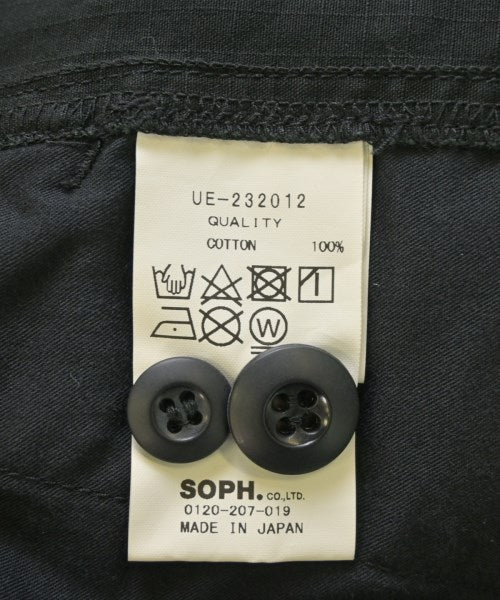 UE-232012
QUALITY
COTTON 100%
W
SOPH. CO.,LTD.
0120-207-019
MADE IN JAPAN